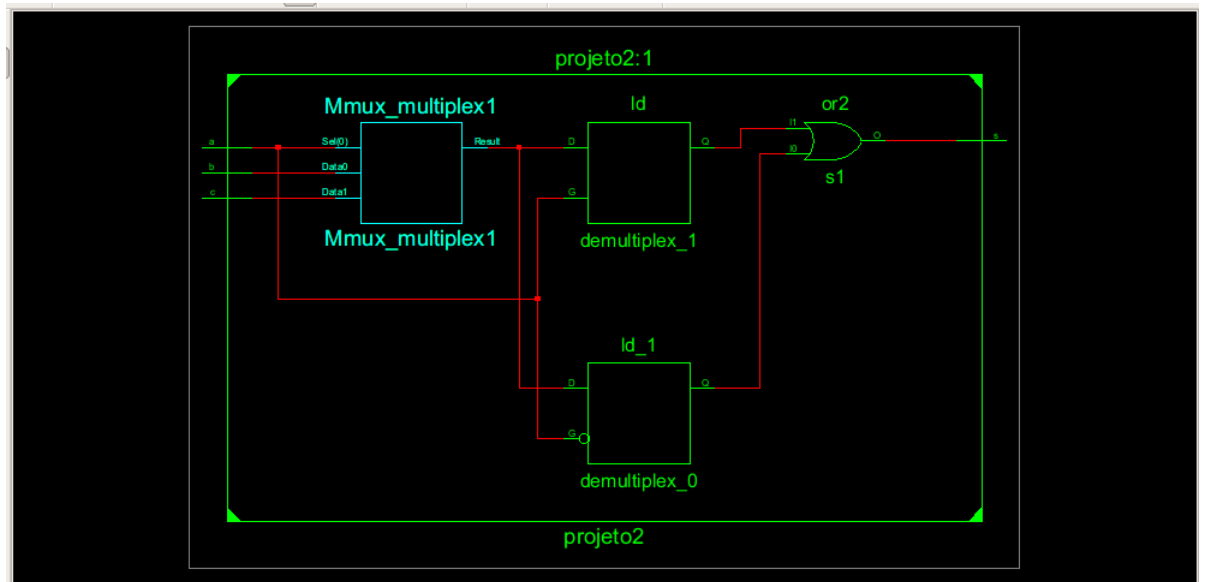 projeto2:1
Mmux_multiplex1
ld
or2
a
Sel(0)
Result
D
Q
I1
O
s
b
Data0
I0
c
Data1
G
s1
Mmux_multiplex1
demultiplex_1
ld_1
D
Q
G
demultiplex_0
projeto2